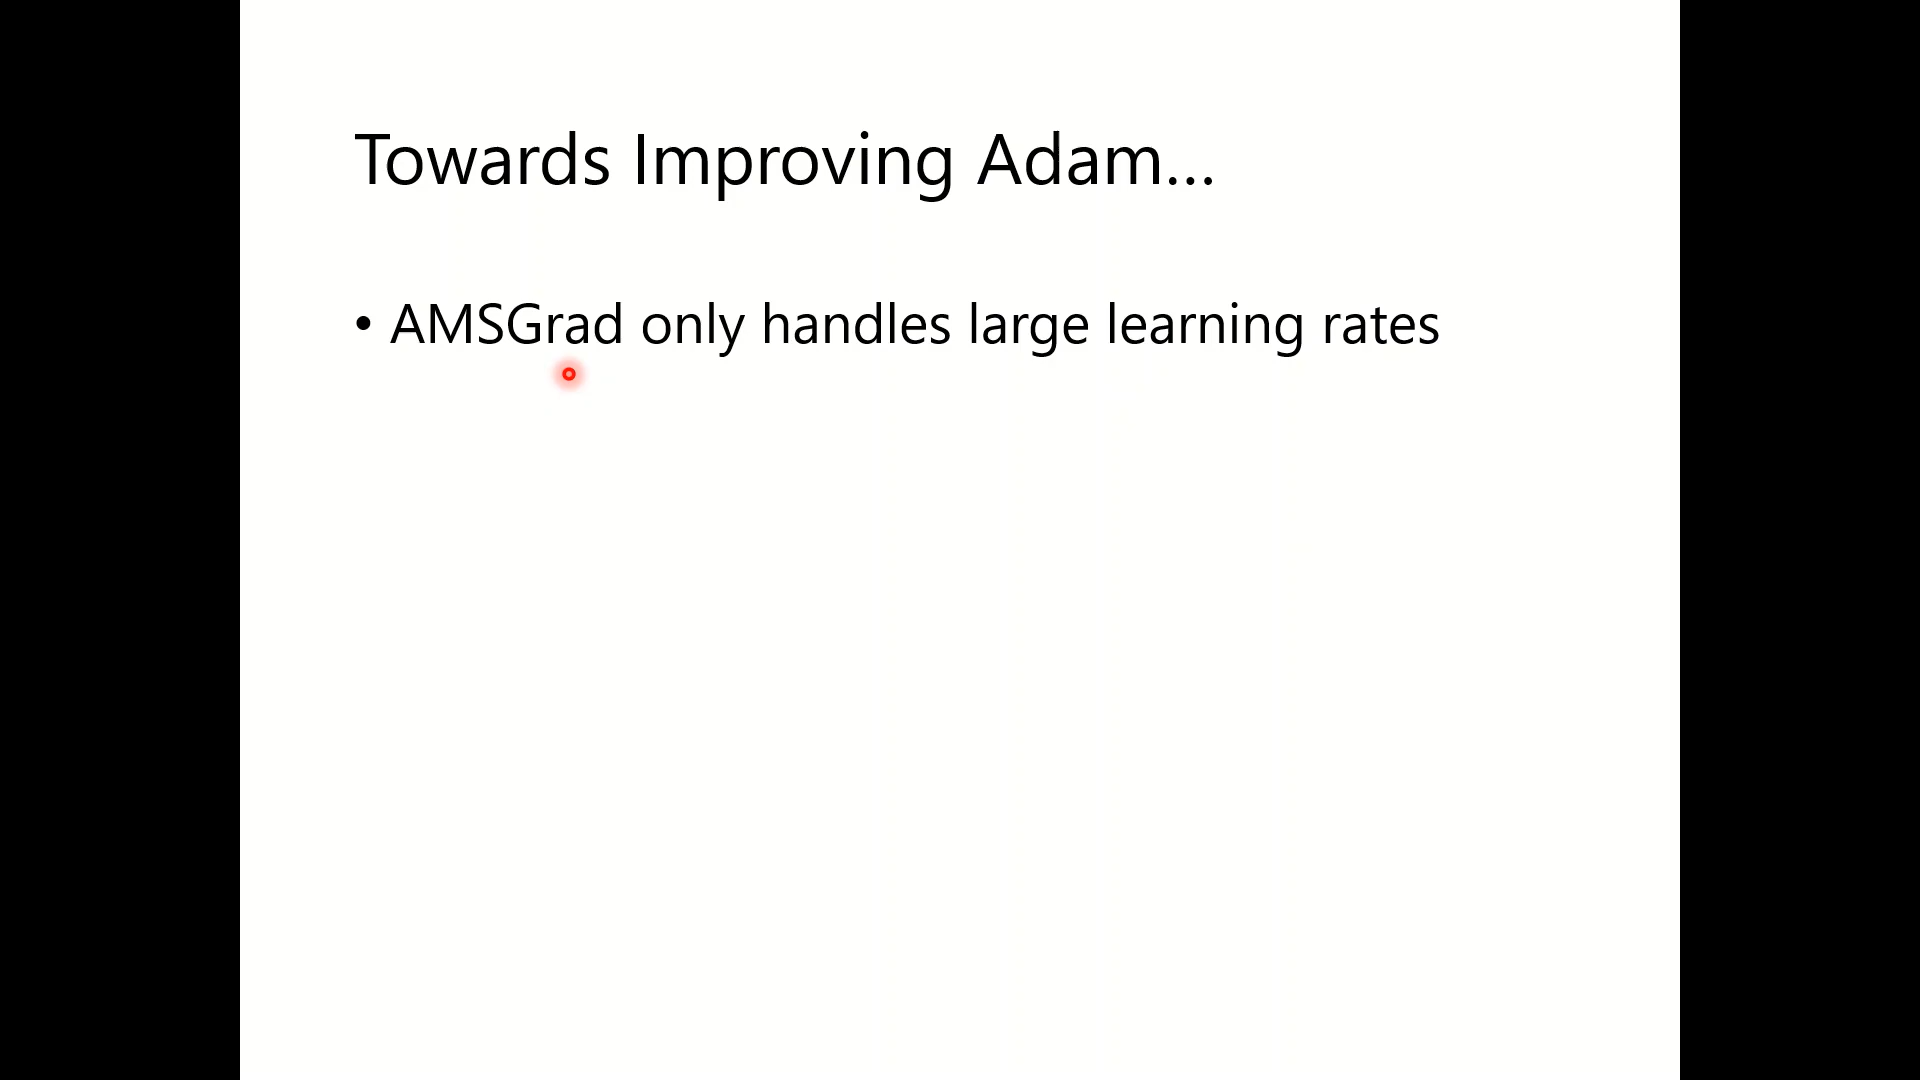 Towards Improving Adam…
• AMSGrad only handles large learning rates